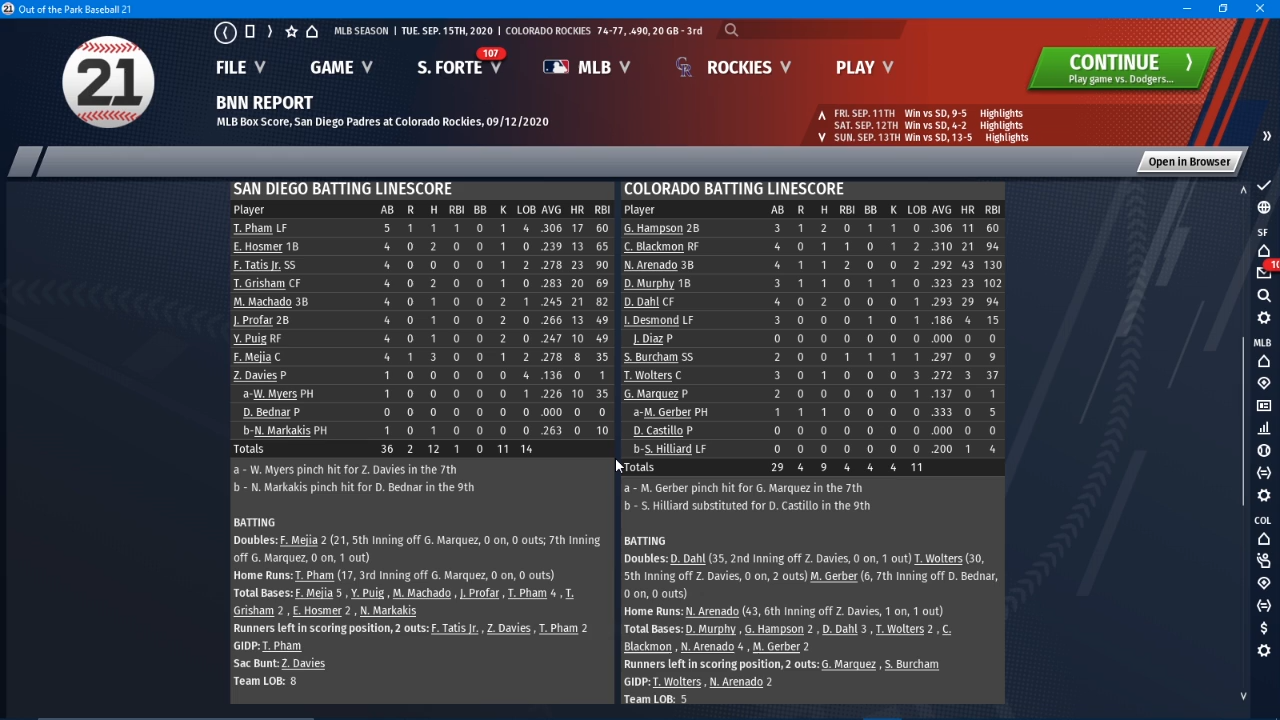 21 Out of the Park Baseball 21
MLB SEASON | TUE. SEP. 15TH, 2020 | COLORADO ROCKIES 74-77, .490, 20 GB - 3rd
21
107
FILE GAME S. FORTE MLB ROCKIES PLAY
CONTINUE
Play game vs. Dodgers...
BNN REPORT
MLB Box Score, San Diego Padres at Colorado Rockies, 09/12/2020
FRI. SEP. 11TH Win vs SD, 9-5 Highlights
SAT. SEP. 12TH Win vs SD, 4-2 Highlights
SUN. SEP. 13TH Win vs SD, 13-5 Highlights
Open in Browser
SAN DIEGO BATTING LINESCORE
Player AB R H RBI BB K LOB AVG HR RBI
T. Pham LF 5 1 1 1 0 1 4 .306 17 60
E. Hosmer 1B 4 0 2 0 0 1 0 .239 13 65
F. Tatis Jr. SS 4 0 0 0 0 1 2 .278 23 90
T. Grisham CF 4 0 2 0 0 1 0 .283 20 69
M. Machado 3B 4 0 1 0 0 2 1 .245 21 82
J. Profar 2B 4 0 1 0 0 2 0 .266 13 49
Y. Puig RF 4 0 1 0 0 2 0 .247 10 49
F. Mejia C 4 1 3 0 0 1 2 .278 8 35
Z. Davies P 1 0 0 0 0 0 4 .136 0 1
a-W. Myers PH 1 0 0 0 0 0 1 .226 10 35
D. Bednar P 0 0 0 0 0 0 0 .000 0 0
b-N. Markakis PH 1 0 1 0 0 0 0 .263 0 10
Totals 36 2 12 1 0 11 14
a - W. Myers pinch hit for Z. Davies in the 7th
b - N. Markakis pinch hit for D. Bednar in the 9th
BATTING
Doubles: F. Mejia 2 (21, 5th Inning off G. Marquez, 0 on, 0 outs; 7th Inning
off G. Marquez, 0 on, 1 out)
Home Runs: T. Pham (17, 3rd Inning off G. Marquez, 0 on, 0 outs)
Total Bases: F. Mejia 5 , Y. Puig , M. Machado , J. Profar , T. Pham 4 , T.
Grisham 2 , E. Hosmer 2 , N. Markakis
Runners left in scoring position, 2 outs: F. Tatis Jr. , Z. Davies , T. Pham 2
GIDP: T. Pham
Sac Bunt: Z. Davies
Team LOB: 8
COLORADO BATTING LINESCORE
Player AB R H RBI BB K LOB AVG HR RBI
G. Hampson 2B 3 1 2 0 1 1 0 .306 11 60
C. Blackmon RF 4 0 1 1 0 1 2 .310 21 94
N. Arenado 3B 4 1 1 2 0 0 2 .292 43 130
D. Murphy 1B 3 1 1 0 1 1 0 .323 23 102
D. Dahl CF 4 0 2 0 0 0 1 .293 29 94
I. Desmond LF 3 0 0 0 1 0 1 .186 4 15
J. Diaz P 0 0 0 0 0 0 0 .000 0 0
S. Burcham SS 2 0 0 1 1 1 1 .297 0 9
T. Wolters C 3 0 1 0 0 0 3 .272 3 37
G. Marquez P 2 0 0 0 0 0 1 .137 0 1
a-M. Gerber PH 1 1 1 0 0 0 0 .333 0 5
D. Castillo P 0 0 0 0 0 0 0 .000 0 0
b-S. Hilliard LF 0 0 0 0 0 0 0 .200 1 4
Totals 29 4 9 4 4 4 11
a - M. Gerber pinch hit for G. Marquez in the 7th
b - S. Hilliard substituted for D. Castillo in the 9th
BATTING
Doubles: D. Dahl (35, 2nd Inning off Z. Davies, 0 on, 1 out) T. Wolters (30,
5th Inning off Z. Davies, 0 on, 2 outs) M. Gerber (6, 7th Inning off D. Bednar,
0 on, 0 outs)
Home Runs: N. Arenado (43, 6th Inning off Z. Davies, 1 on, 1 out)
Total Bases: D. Murphy , G. Hampson 2 , D. Dahl 3 , T. Wolters 2 , C.
Blackmon , N. Arenado 4 , M. Gerber 2
Runners left in scoring position, 2 outs: G. Marquez , S. Burcham
GIDP: T. Wolters , N. Arenado 2
Team LOB: 5
SF
10
MLB
COL